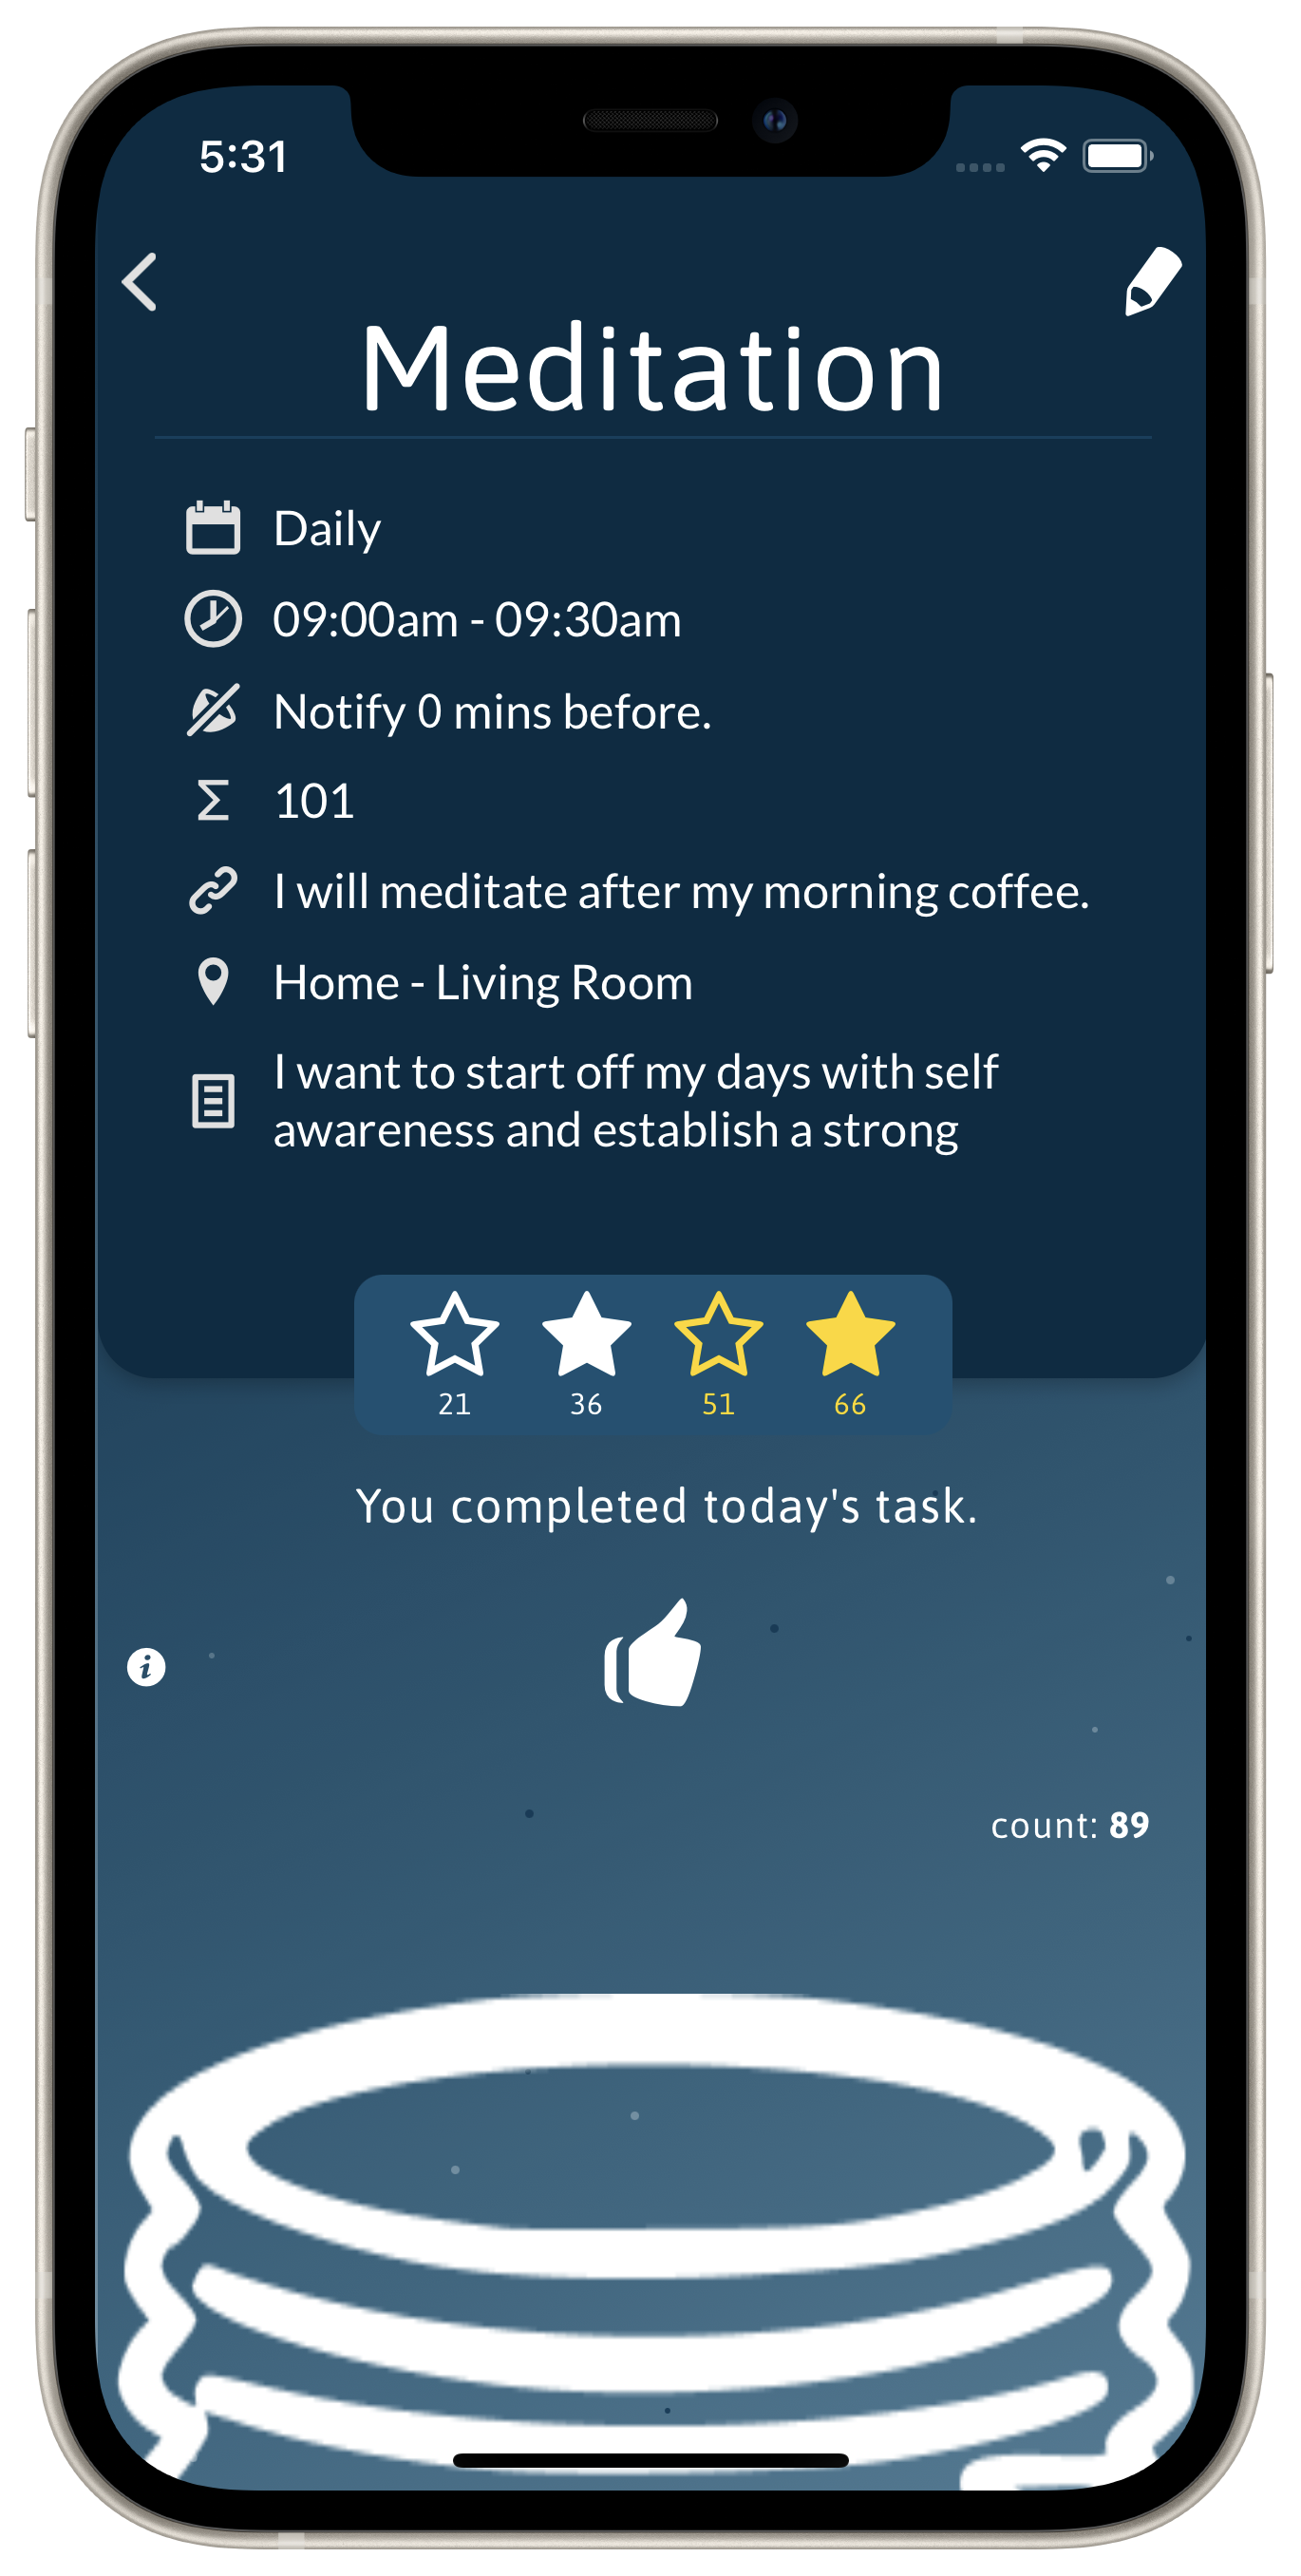 5:31
Meditation
Daily
09:00am - 09:30am
Notify 0 mins before.
Σ 101
I will meditate after my morning coffee.
Home - Living Room
I want to start off my days with self
awareness and establish a strong
21 36 51 66
You completed today's task.
i
count: 89